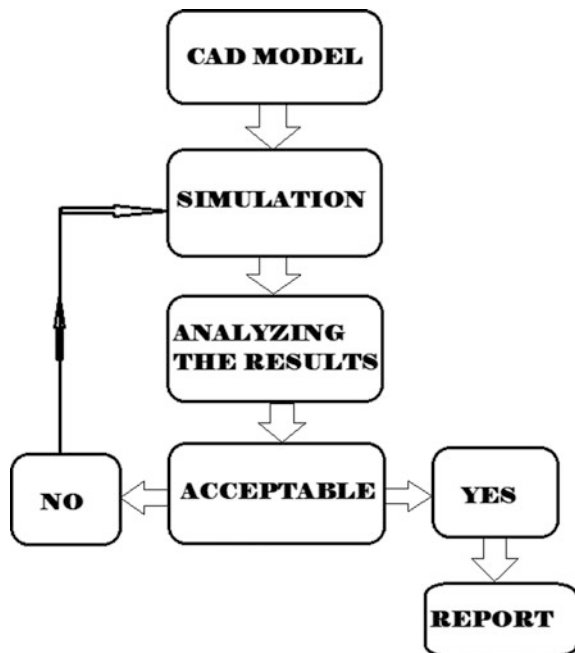 CAD MODEL
SIMULATION
ANALYZING
THE RESULTS
ACCEPTABLE
NO
YES
REPORT